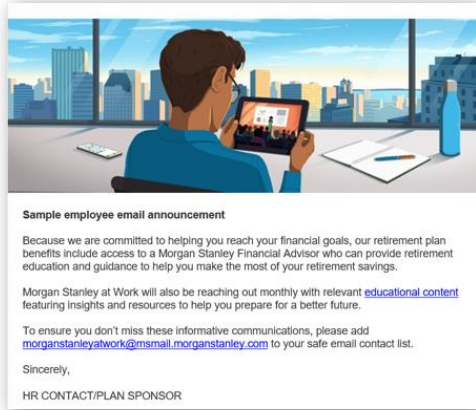 Sample employee email announcement
Because we are committed to helping you reach your financial goals, our retirement plan
benefits include access to a Morgan Stanley Financial Advisor who can provide retirement
education and guidance to help you make the most of your retirement savings.
Morgan Stanley at Work will also be reaching out monthly with relevant educational content
featuring insights and resources to help you prepare for a better future.
To ensure you don't miss these informative communications, please add
morganstanleyatwork@msmail.morganstanley.com to your safe email contact list.
Sincerely,
HR CONTACT/PLAN SPONSOR